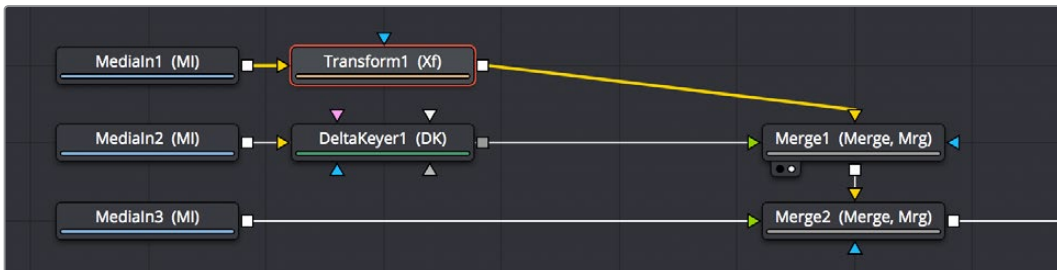 MediaIn1 (MI)
Transform1 (Xf)
MediaIn2 (MI)
DeltaKeyer1 (DK)
Merge1 (Merge, Mrg)
MediaIn3 (MI)
Merge2 (Merge, Mrg)